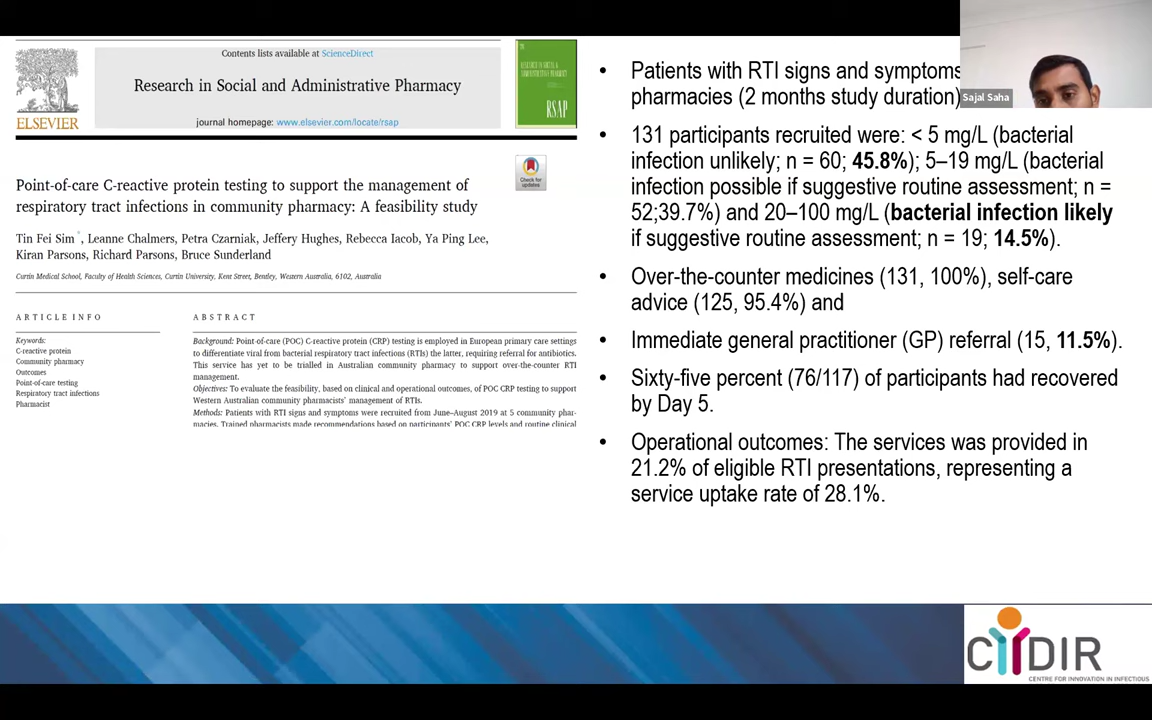 Contents lists available at ScienceDirect
Research in Social and Administrative Pharmacy
journal homepage: www.elsevier.com/locate/rsap
ELSEVIER
RSAP
Check for
updates
Point-of-care C-reactive protein testing to support the management of
respiratory tract infections in community pharmacy: A feasibility study
Tin Fei Sim*, Leanne Chalmers, Petra Czarniak, Jeffery Hughes, Rebecca Iacob, Ya Ping Lee,
Kiran Parsons, Richard Parsons, Bruce Sunderland
Curtin Medical School, Faculty of Health Sciences, Curtin University, Kent Street, Bentley, Western Australia, 6102, Australia
ARTICLE INFO
Keywords:
C-reactive protein
Community pharmacy
Outcomes
Point-of-care testing
Respiratory tract infections
Pharmacist
ABSTRACT
Background: Point-of-care (POC) C-reactive protein (CRP) testing is employed in European primary care settings
to differentiate viral from bacterial respiratory tract infections (RTIs) the latter, requiring referral for antibiotics.
This service has yet to be trialled in Australian community pharmacy to support over-the-counter RTI
management.
Objectives: To evaluate the feasibility, based on clinical and operational outcomes, of POC CRP testing to support
Western Australian community pharmacists' management of RTIs.
Methods: Patients with RTI signs and symptoms were recruited from June–August 2019 at 5 community phar-
macies. Trained pharmacists made recommendations based on participants' POC CRP levels and routine clinical
• Patients with RTI signs and symptoms
pharmacies (2 months study duration)
• 131 participants recruited were: < 5 mg/L (bacterial
infection unlikely; n = 60; 45.8%); 5–19 mg/L (bacterial
infection possible if suggestive routine assessment; n =
52;39.7%) and 20–100 mg/L (bacterial infection likely
if suggestive routine assessment; n = 19; 14.5%).
• Over-the-counter medicines (131, 100%), self-care
advice (125, 95.4%) and
• Immediate general practitioner (GP) referral (15, 11.5%).
• Sixty-five percent (76/117) of participants had recovered
by Day 5.
• Operational outcomes: The services was provided in
21.2% of eligible RTI presentations, representing a
service uptake rate of 28.1%.
Sajal Saha
CIIDIR
CENTRE FOR INNOVATION IN INFECTIOUS